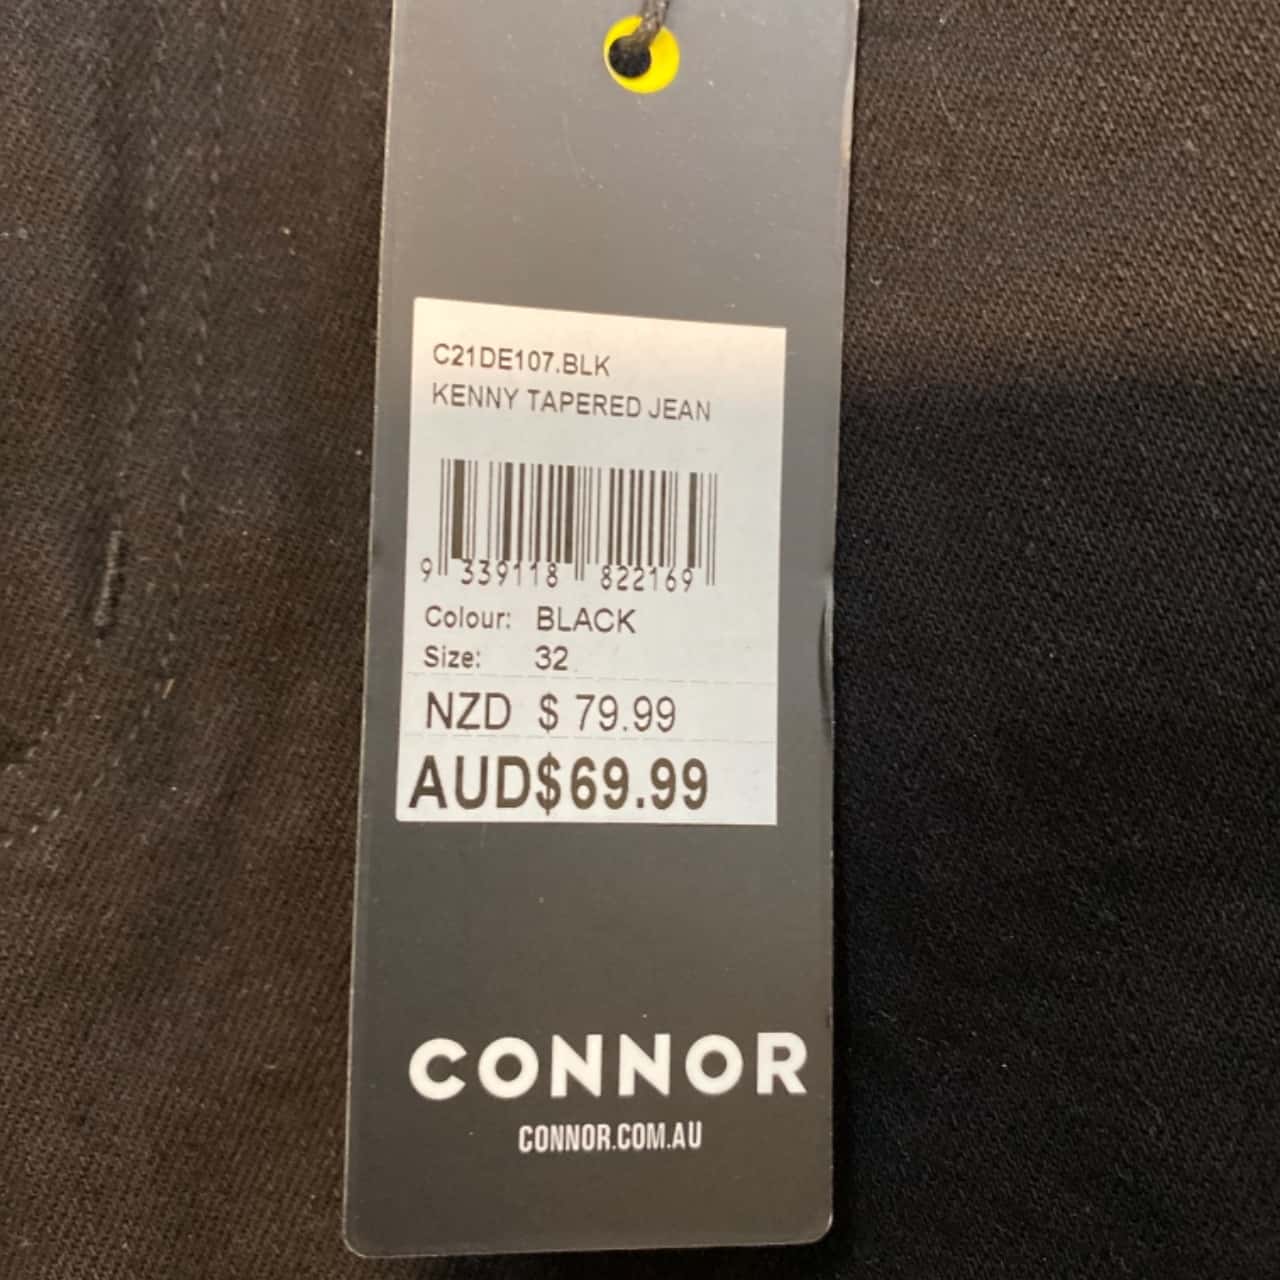 C21DE107.BLK
KENNY TAPERED JEAN
9 339118 822169
Colour: BLACK
Size: 32
NZD $ 79.99
AUD$69.99
CONNOR
CONNOR.COM.AU